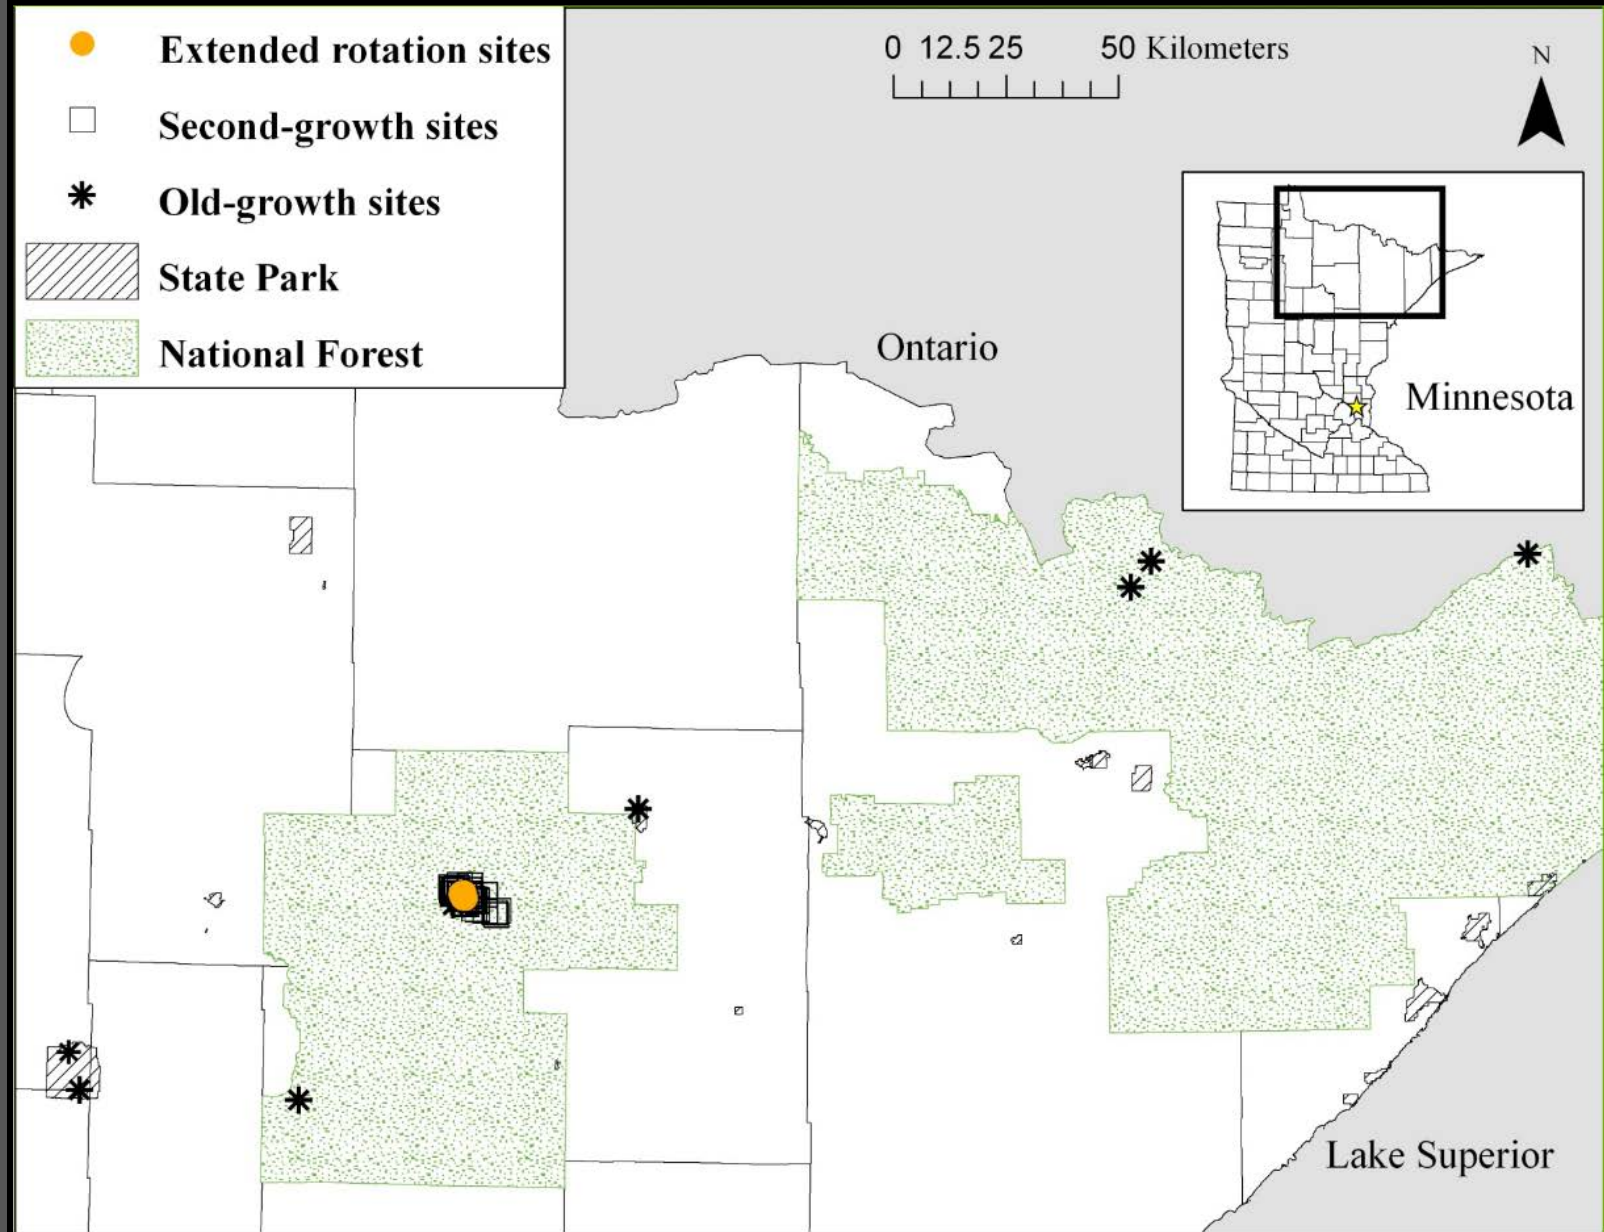 Extended rotation sites
Second-growth sites
Old-growth sites
State Park
National Forest
0 12.5 25 50 Kilometers
N
Ontario
Minnesota
Lake Superior